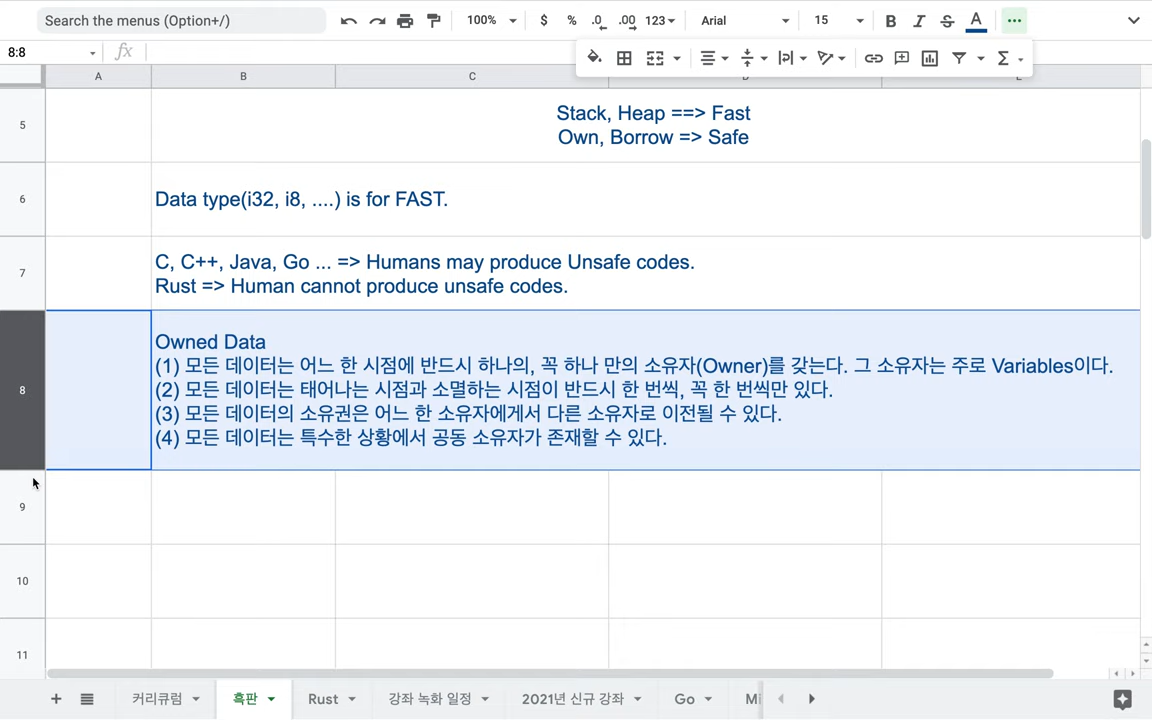 Search the menus (Option+/)
100%
$ % .0 .00 123
Arial
15
B I S A
8:8
fx
A B C D E
5
Stack, Heap ==> Fast
Own, Borrow => Safe
6
Data type(i32, i8, ....) is for FAST.
7
C, C++, Java, Go ... => Humans may produce Unsafe codes.
Rust => Human cannot produce unsafe codes.
8
Owned Data
(1) 모든 데이터는 어느 한 시점에 반드시 하나의, 꼭 하나 만의 소유자(Owner)를 갖는다. 그 소유자는 주로 Variables이다.
(2) 모든 데이터는 태어나는 시점과 소멸하는 시점이 반드시 한 번씩, 꼭 한 번씩만 있다.
(3) 모든 데이터의 소유권은 어느 한 소유자에게서 다른 소유자로 이전될 수 있다.
(4) 모든 데이터는 특수한 상황에서 공동 소유자가 존재할 수 있다.
9
10
11
커리큐럼 흑판 Rust 강좌 녹화 일정 2021년 신규 강좌 Go